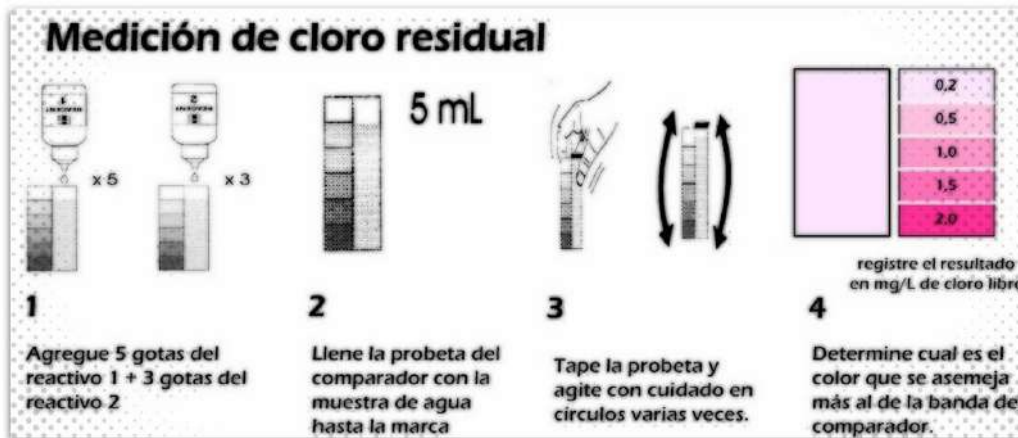 Medición de cloro residual
REAGENT 1
REAGENT 2
x 5
x 3
5 mL
0,2
0,5
1,0
1,5
2,0
registre el resultado
en mg/L de cloro libre
1
Agregue 5 gotas del
reactivo 1 + 3 gotas del
reactivo 2
2
Llene la probeta del
comparador con la
muestra de agua
hasta la marca
3
Tape la probeta y
agite con cuidado en
círculos varias veces.
4
Determine cual es el
color que se asemeja
más al de la banda de
comparador.